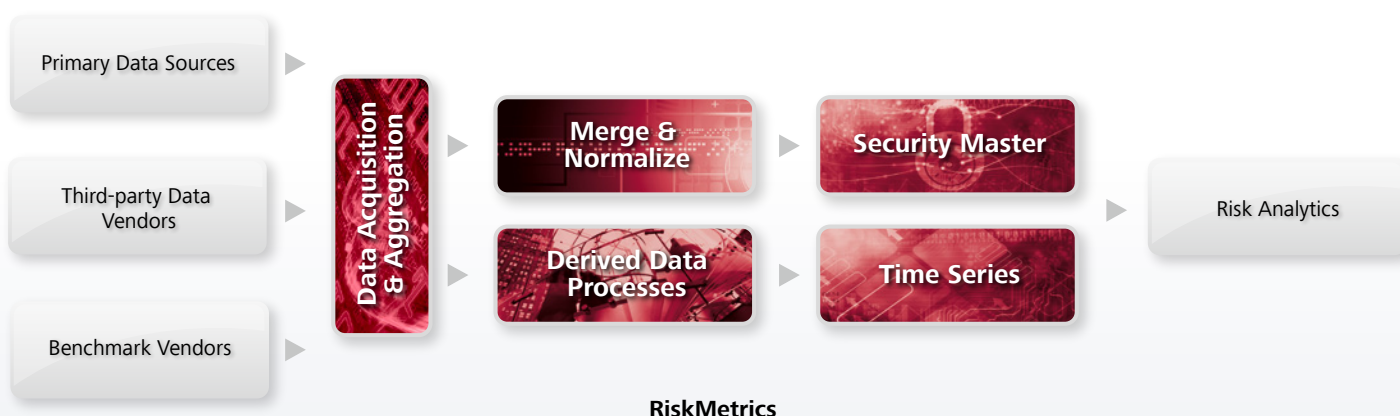 Primary Data Sources
Third-party Data
Vendors
Benchmark Vendors
Data Acquisition
& Aggregation
Merge &
Normalize
Derived Data
Processes
Security Master
Time Series
Risk Analytics
RiskMetrics